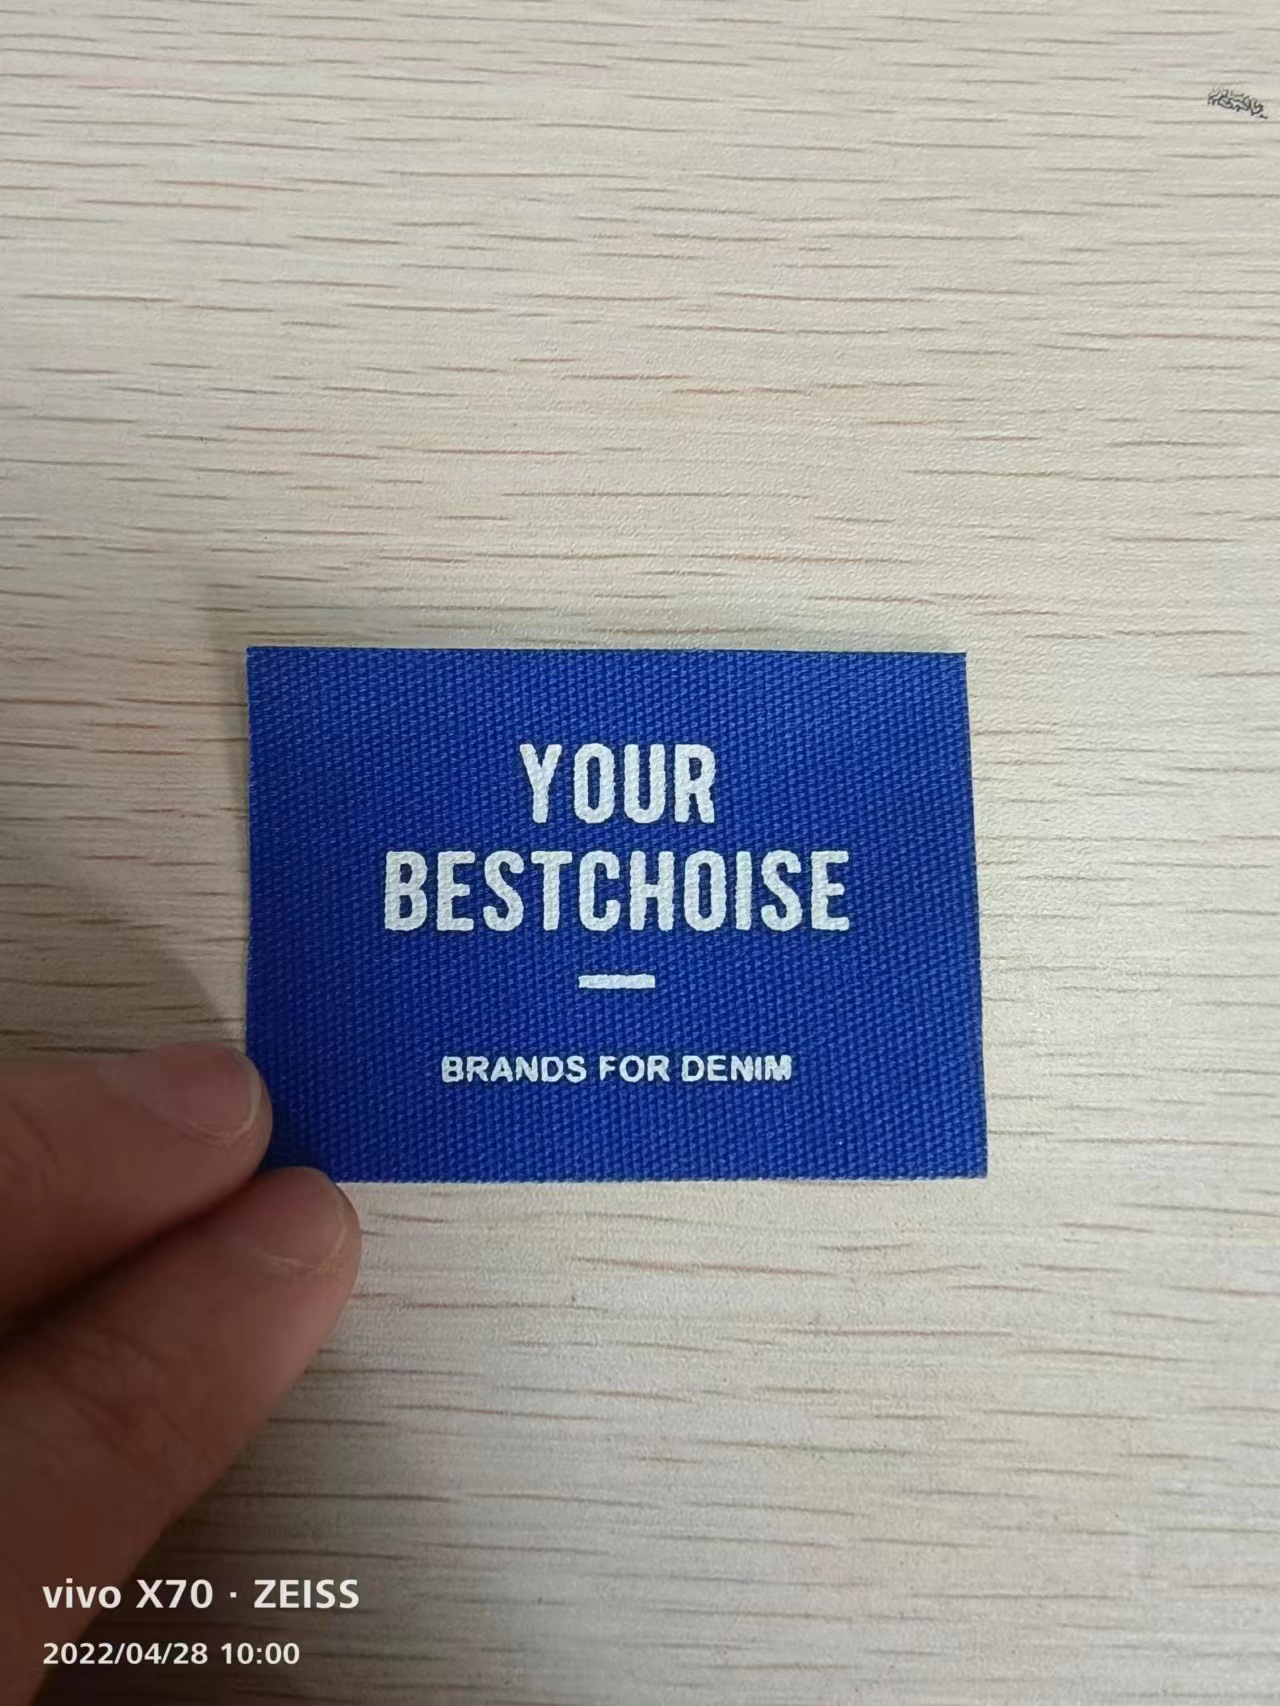 YOUR
BESTCHOISE
BRANDS FOR DENIM
vivo X70 · ZEISS
2022/04/28 10:00